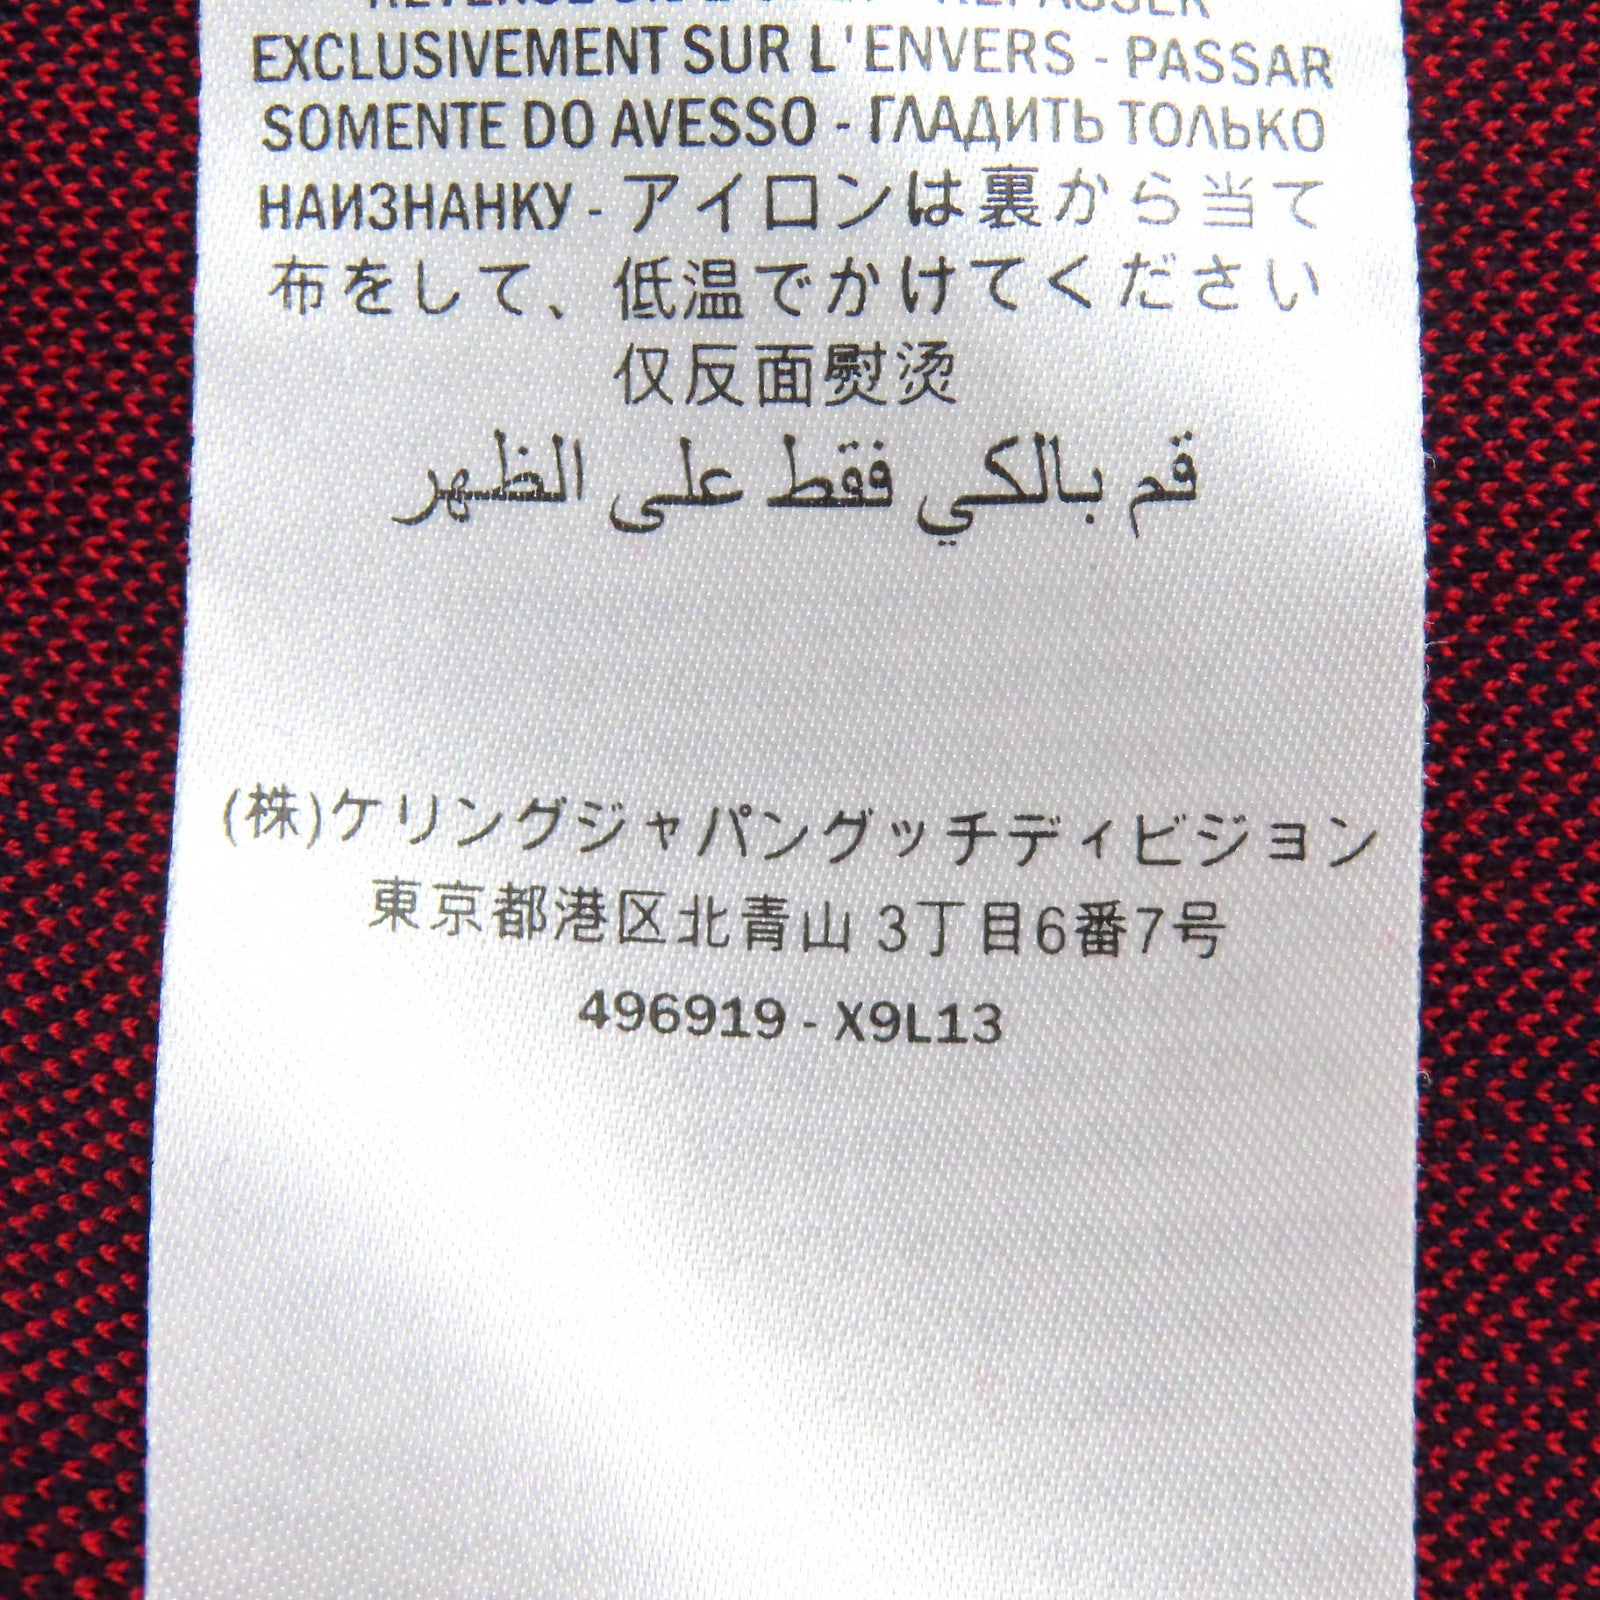 EXCLUSIVEMENT SUR L'ENVERS - PASSAR
SOMENTE DO AVESSO - ГЛАДИТЬ ТОЛЬКО
НАИЗНАНКУ - アイロンは裏から当て
布をして、低温でかけてください
仅反面熨烫
قم بالكي فقط على الظهر
(株)ケリングジャパングッチディビジョン
東京都港区北青山 3丁目6番7号
496919 - X9L13